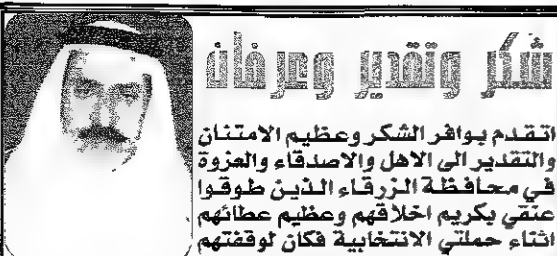 شكر وتقدير وعرفان
اتقدم بوافر الشكر وعظيم الامتنان
والتقدير الى الاهل والاصدقاء والعزوة
في محافظة الزرقاء الذين طوقوا
عنقي بكريم اخلاقهم وعظيم عطائهم
اثناء حملتي الانتخابية فكان لوقفتهم